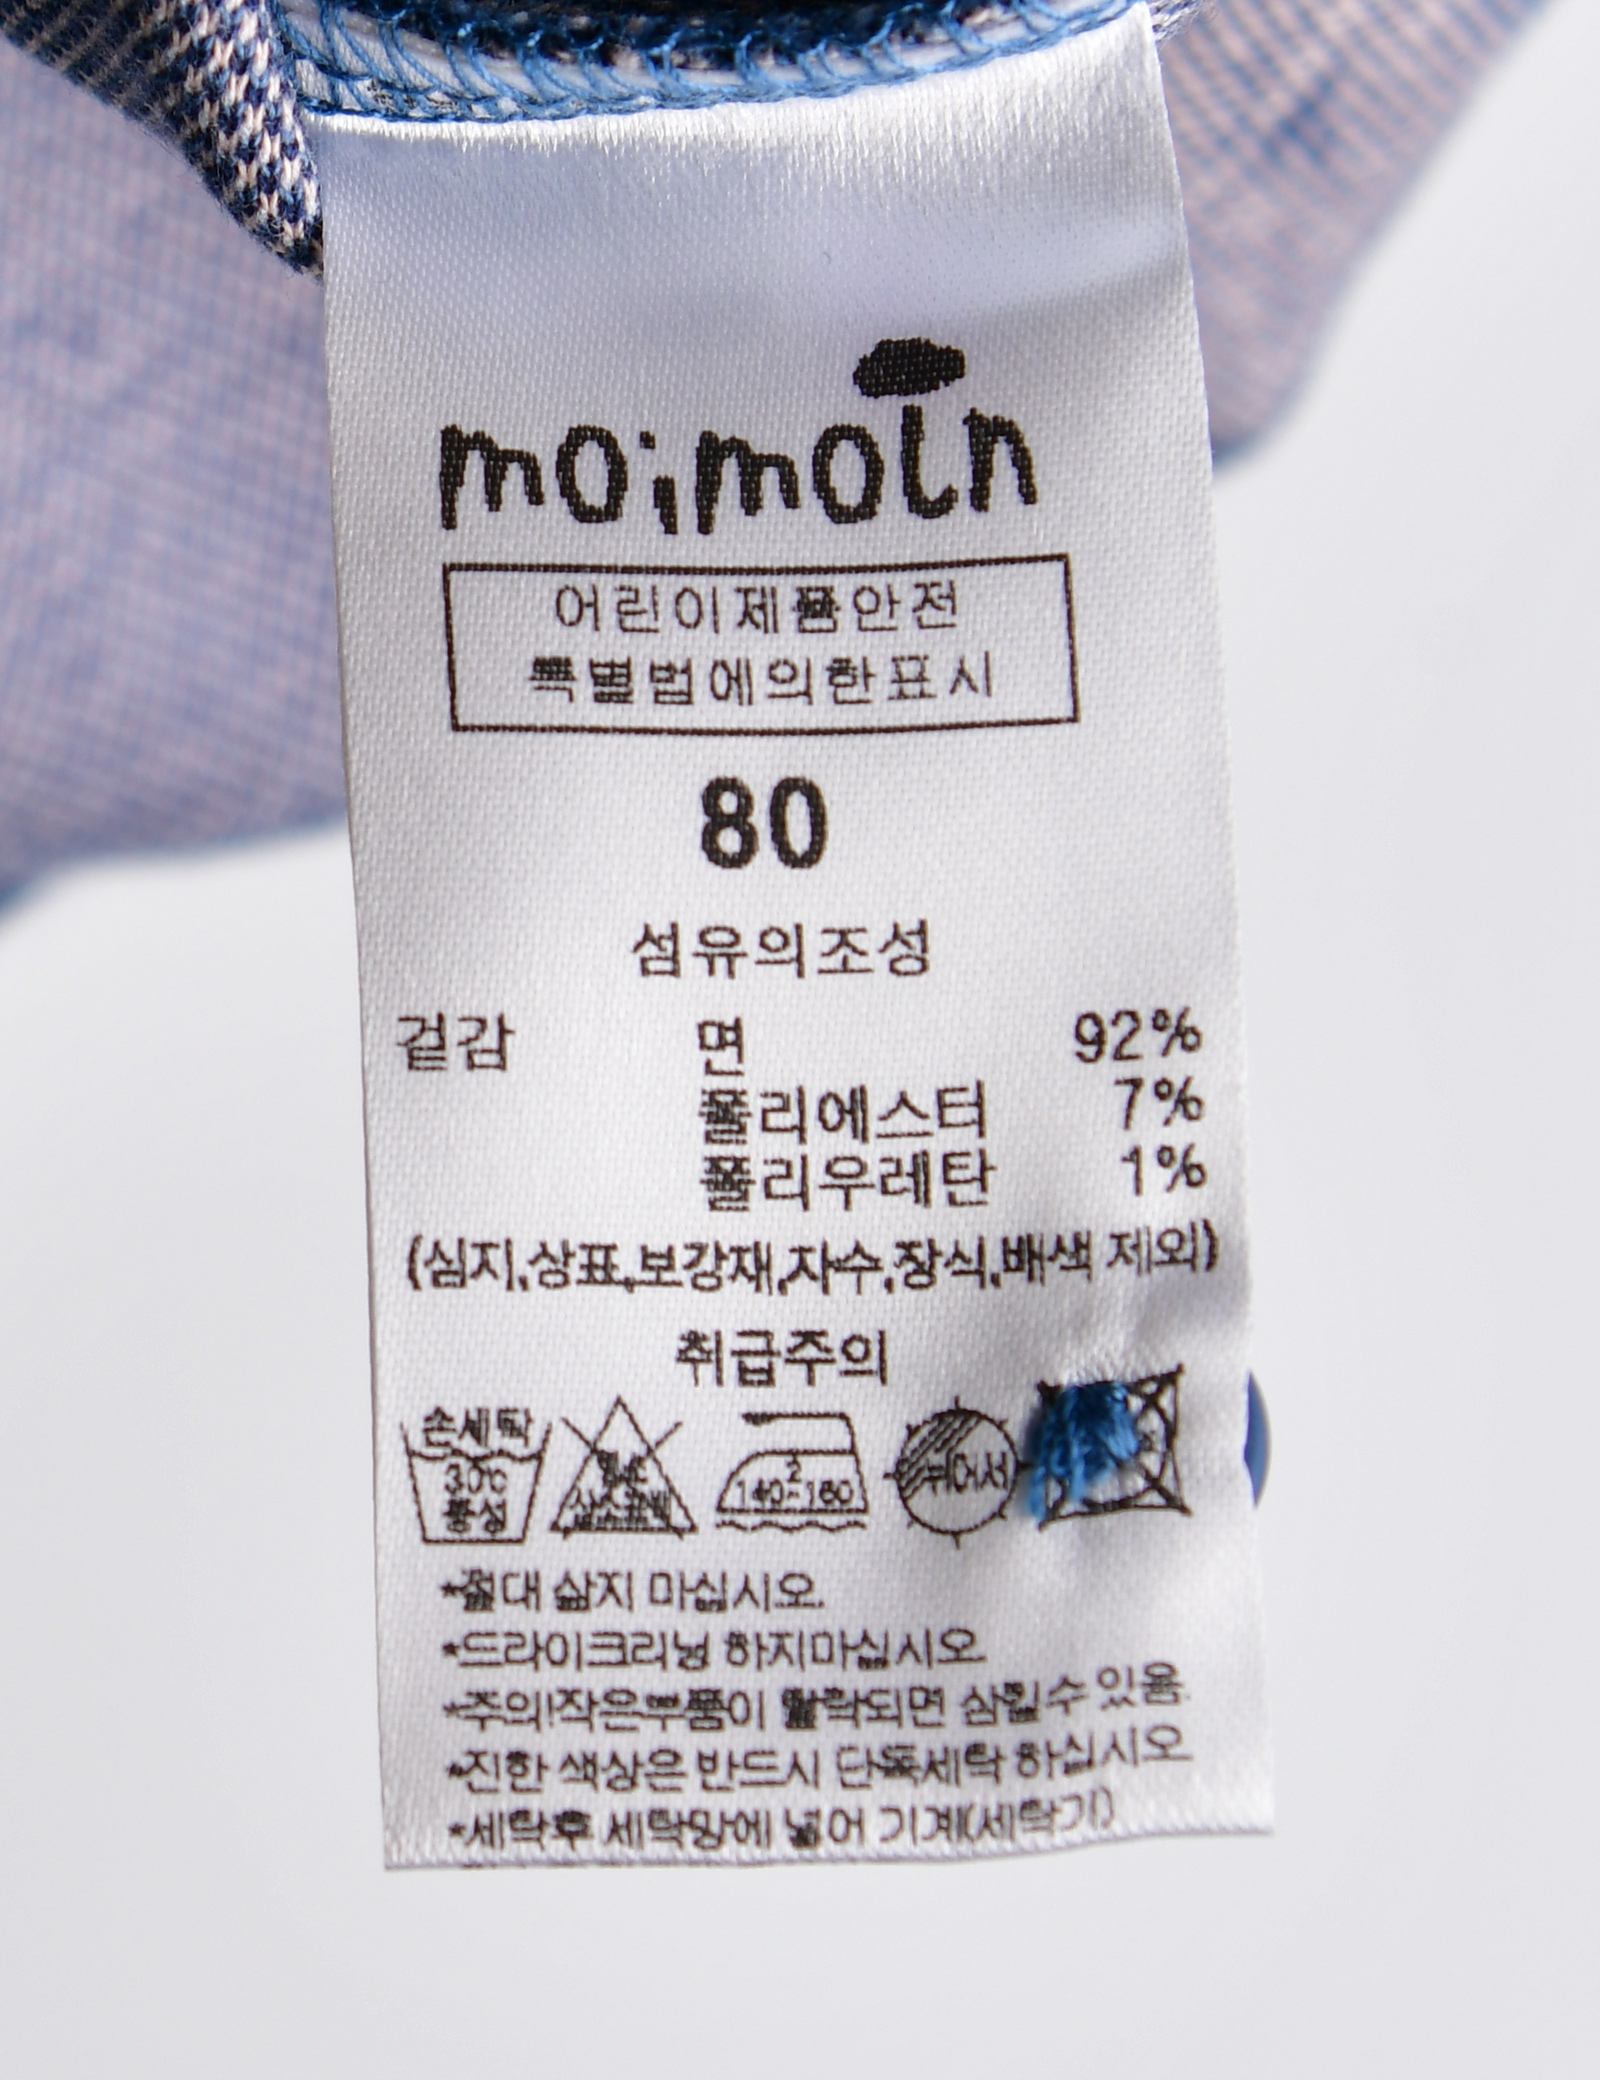 moimoln
어린이제품안전
특별법에의한표시
80
섬유의조성
겉감 면 92%
폴리에스터 7%
폴리우레탄 1%
(심지,상표,보강재,자수,장식,배색 제외)
취급주의
손세탁
30℃
중성
염소
산소표백
2
140~160
뉘어서
*절대 삶지 마십시오.
*드라이크리닝 하지마십시오
*주의!작은부품이 탈락되면 삼킬수 있음.
*진한 색상은 반드시 단독세탁 하십시오
*세탁후 세탁망에 넣어 기계(세탁기)